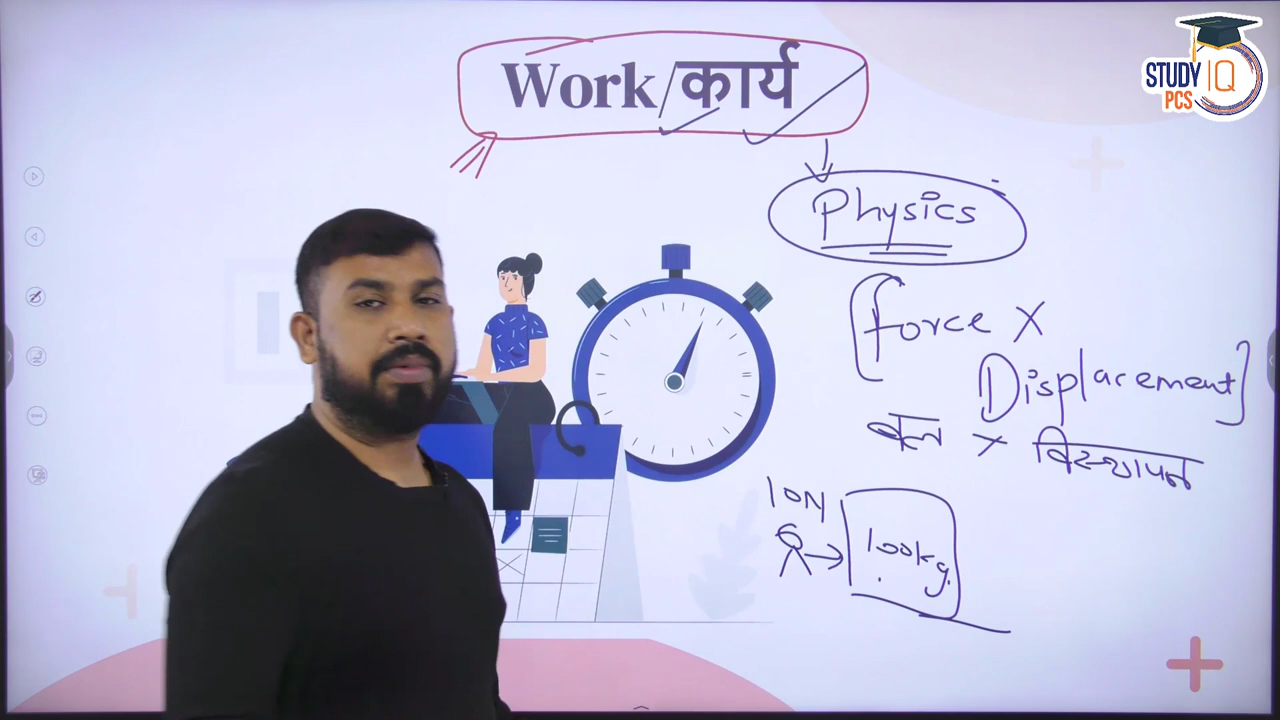 Work/कार्य
STUDY IQ
PCS
Physics
Force X
Displacement
बल × विस्थापन
10N
100kg.